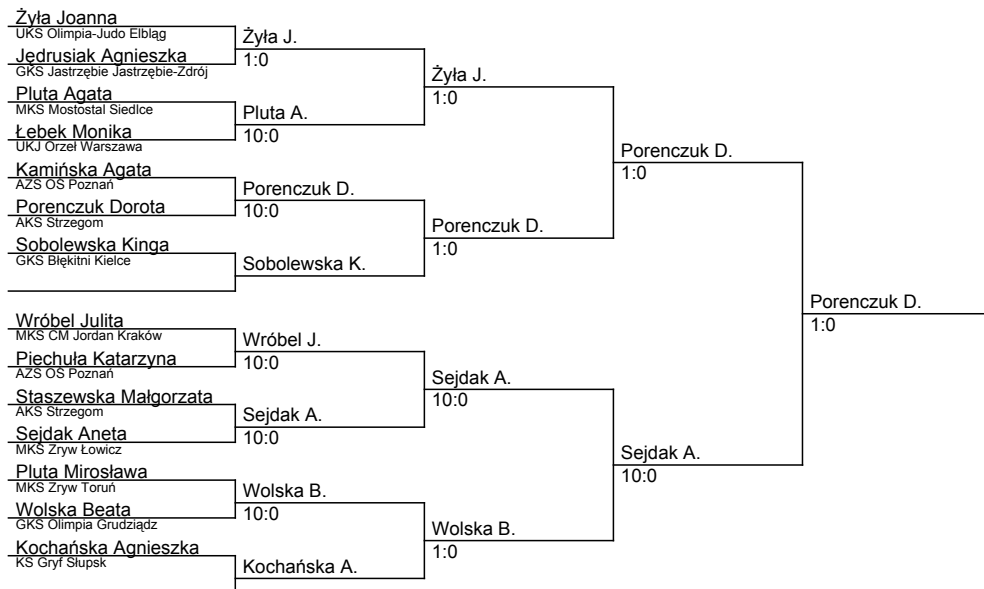 Żyła Joanna
UKS Olimpia-Judo Elbląg
Jędrusiak Agnieszka
GKS Jastrzębie Jastrzębie-Zdrój
Pluta Agata
MKS Mostostal Siedlce
Łebek Monika
UKJ Orzeł Warszawa
Kamińska Agata
AZS OŚ Poznań
Porenczuk Dorota
AKS Strzegom
Sobolewska Kinga
GKS Błękitni Kielce
Wróbel Julita
MKS CM Jordan Kraków
Piechuła Katarzyna
AZS OŚ Poznań
Staszewska Małgorzata
AKS Strzegom
Sejdak Aneta
MKS Zryw Łowicz
Pluta Mirosława
MKS Zryw Toruń
Wolska Beata
GKS Olimpia Grudziądz
Kochańska Agnieszka
KS Gryf Słupsk
Żyła J.
1:0
Pluta A.
10:0
Porenczuk D.
10:0
Sobolewska K.
Wróbel J.
10:0
Sejdak A.
10:0
Wolska B.
10:0
Kochańska A.
Żyła J.
1:0
Porenczuk D.
1:0
Sejdak A.
10:0
Wolska B.
1:0
Porenczuk D.
1:0
Sejdak A.
10:0
Porenczuk D.
1:0